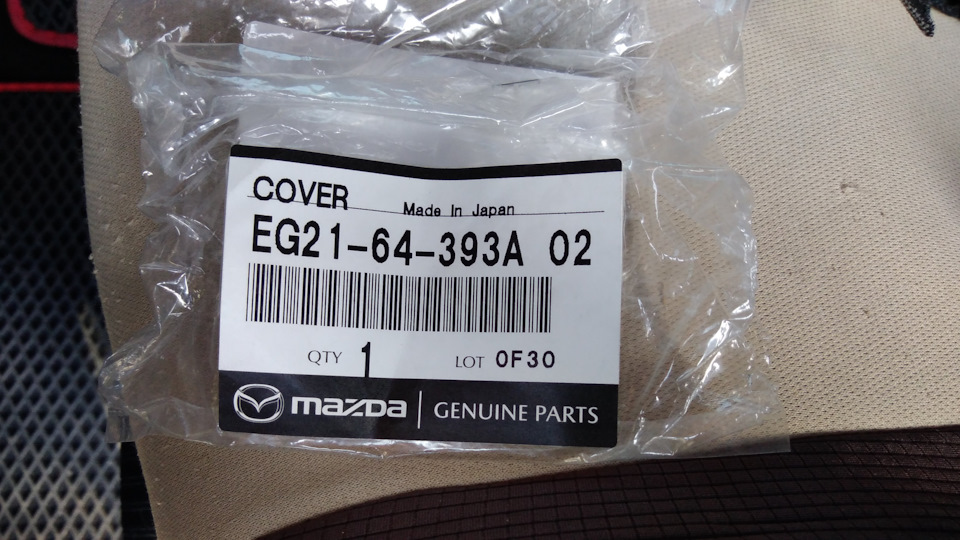 COVER
Made In Japan
EG21-64-393A 02
QTY 1 LOT 0F30
mazda GENUINE PARTS